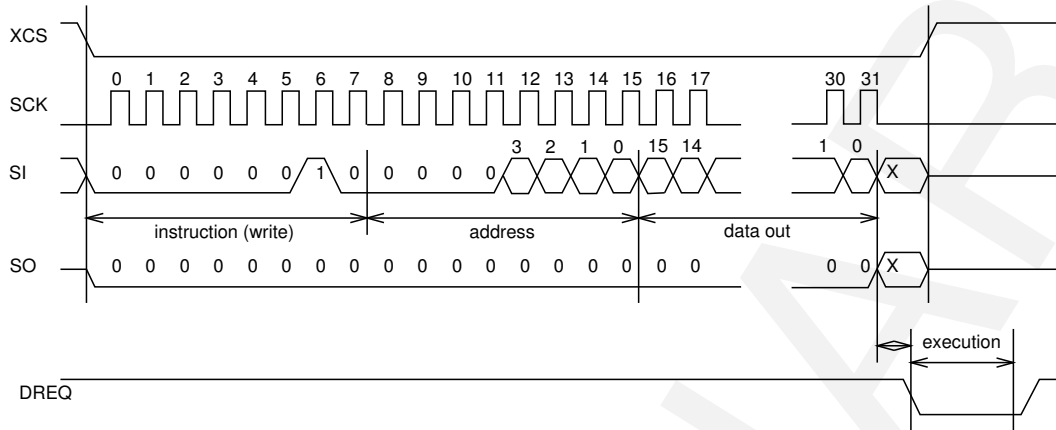 XCS
0 1 2 3 4 5 6 7 8 9 10 11 12 13 14 15 16 17 30 31
SCK
3 2 1 0 15 14 1 0
SI 0 0 0 0 0 0 1 0 0 0 0 0 X
instruction (write) address data out
SO 0 0 0 0 0 0 0 0 0 0 0 0 0 0 0 0 0 0 0 0 X
execution
DREQ